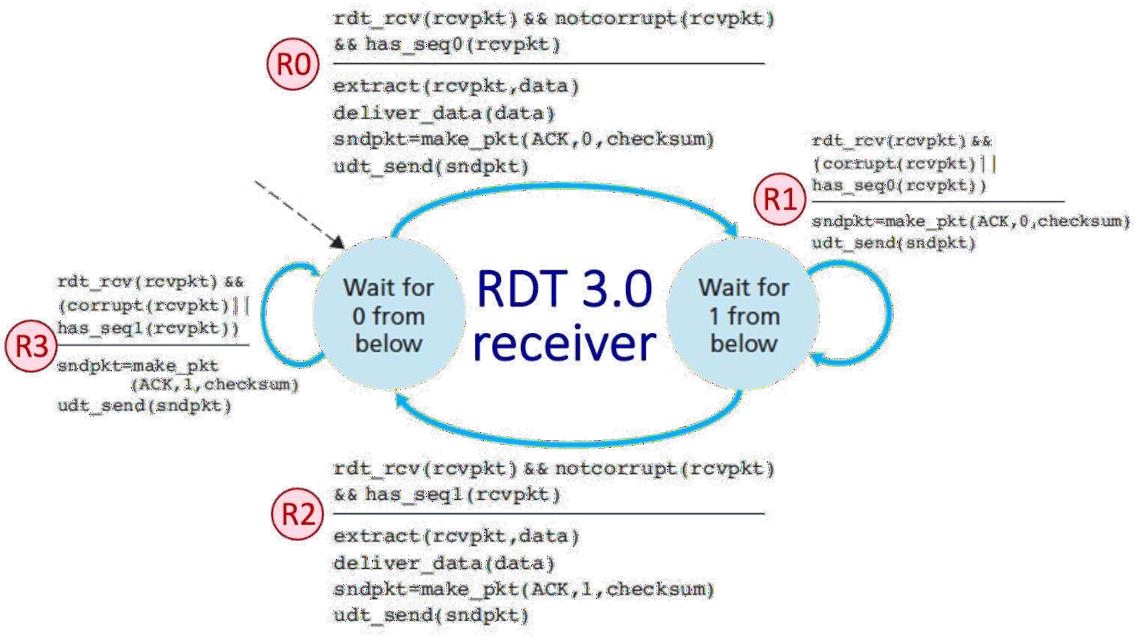 rdt_rcv(rcvpkt) && notcorrupt(rcvpkt)
&& has_seq0(rcvpkt)
R0
extract(rcvpkt,data)
deliver_data(data)
sndpkt=make_pkt(ACK,0,checksum)
udt_send(sndpkt)
rdt_rcv(rcvpkt) &&
(corrupt(rcvpkt)||
has_seq0(rcvpkt))
R1
sndpkt=make_pkt(ACK,0,checksum)
udt_send(sndpkt)
Wait for
0 from
below
RDT 3.0
receiver
Wait for
1 from
below
rdt_rcv(rcvpkt) &&
(corrupt(rcvpkt)||
has_seq1(rcvpkt))
R3
sndpkt=make_pkt
(ACK,1,checksum)
udt_send(sndpkt)
rdt_rcv(rcvpkt) && notcorrupt(rcvpkt)
&& has_seq1(rcvpkt)
R2
extract(rcvpkt,data)
deliver_data(data)
sndpkt=make_pkt(ACK,1,checksum)
udt_send(sndpkt)